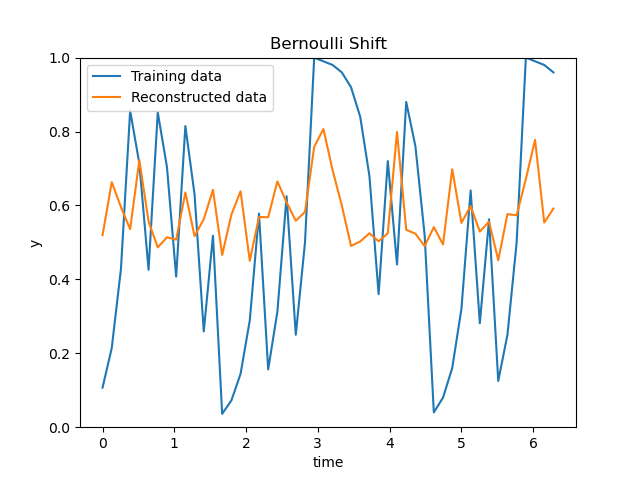 Bernoulli Shift
Training data
Reconstructed data
1.0
0.8
0.6
0.4
0.2
0.0
y
0 1 2 3 4 5 6
time